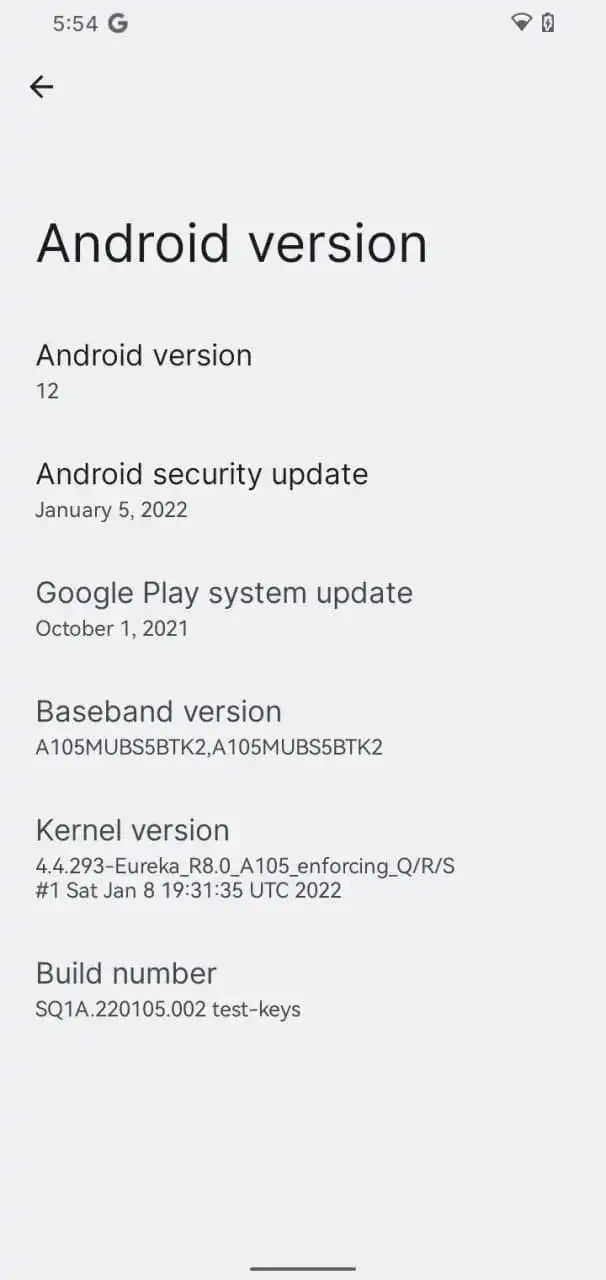 5:54 G
Android version
Android version
12
Android security update
January 5, 2022
Google Play system update
October 1, 2021
Baseband version
A105MUBS5BTK2,A105MUBS5BTK2
Kernel version
4.4.293-Eureka_R8.0_A105_enforcing_Q/R/S
#1 Sat Jan 8 19:31:35 UTC 2022
Build number
SQ1A.220105.002 test-keys